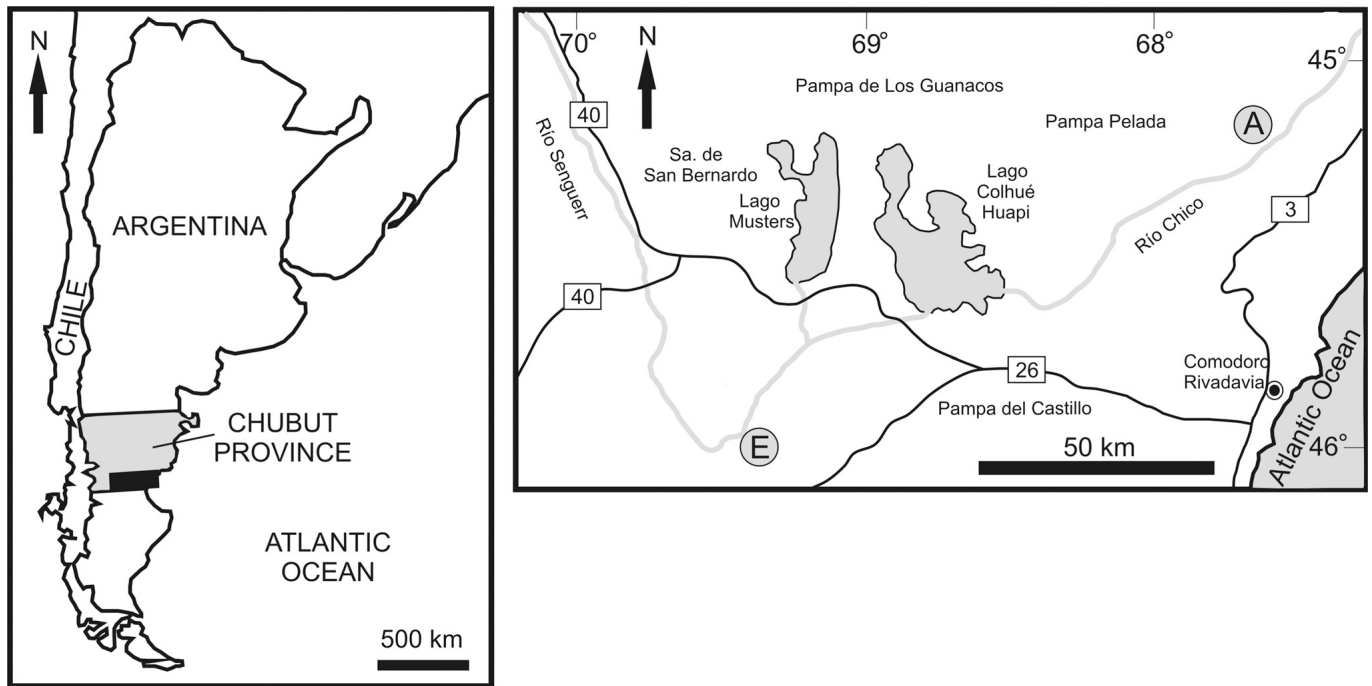 N
ARGENTINA
CHILE
CHUBUT
PROVINCE
ATLANTIC
OCEAN
500 km
70°
N
69°
68°
45°
Pampa de Los Guanacos
40
Pampa Pelada
A
Río Senguerr
Sa. de
San Bernardo
Lago
Musters
Lago
Colhué
Huapi
3
Río Chico
40
26
Comodoro
Rivadavia
Pampa del Castillo
Atlantic Ocean
E
50 km
46°